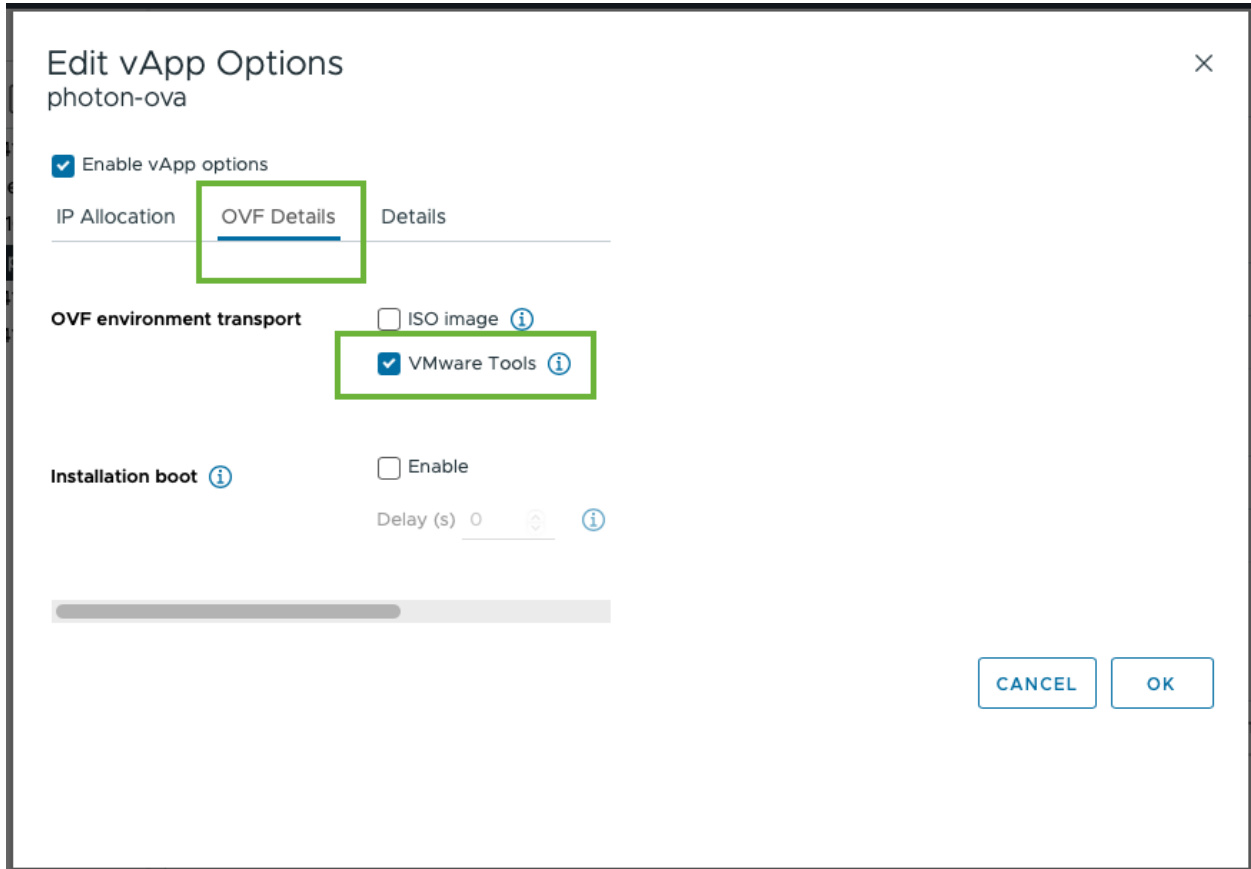 Edit vApp Options
photon-ova
Enable vApp options
IP Allocation OVF Details Details
OVF environment transport ISO image
VMware Tools
Installation boot Enable
Delay (s) 0
CANCEL OK